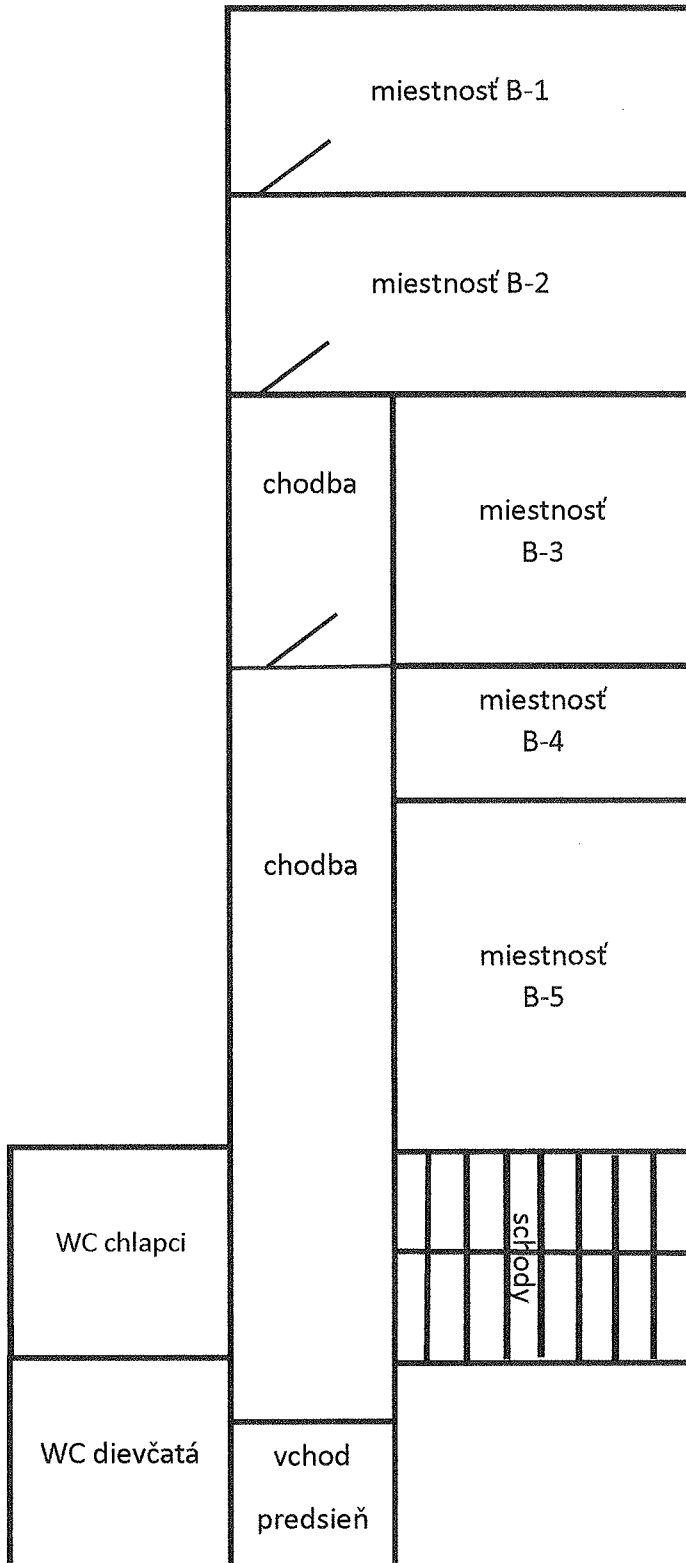 miestnosť B-1
miestnosť B-2
chodba
miestnosť
B-3
miestnosť
B-4
chodba
miestnosť
B-5
WC chlapci
schody
WC dievčatá
vchod
predsieň